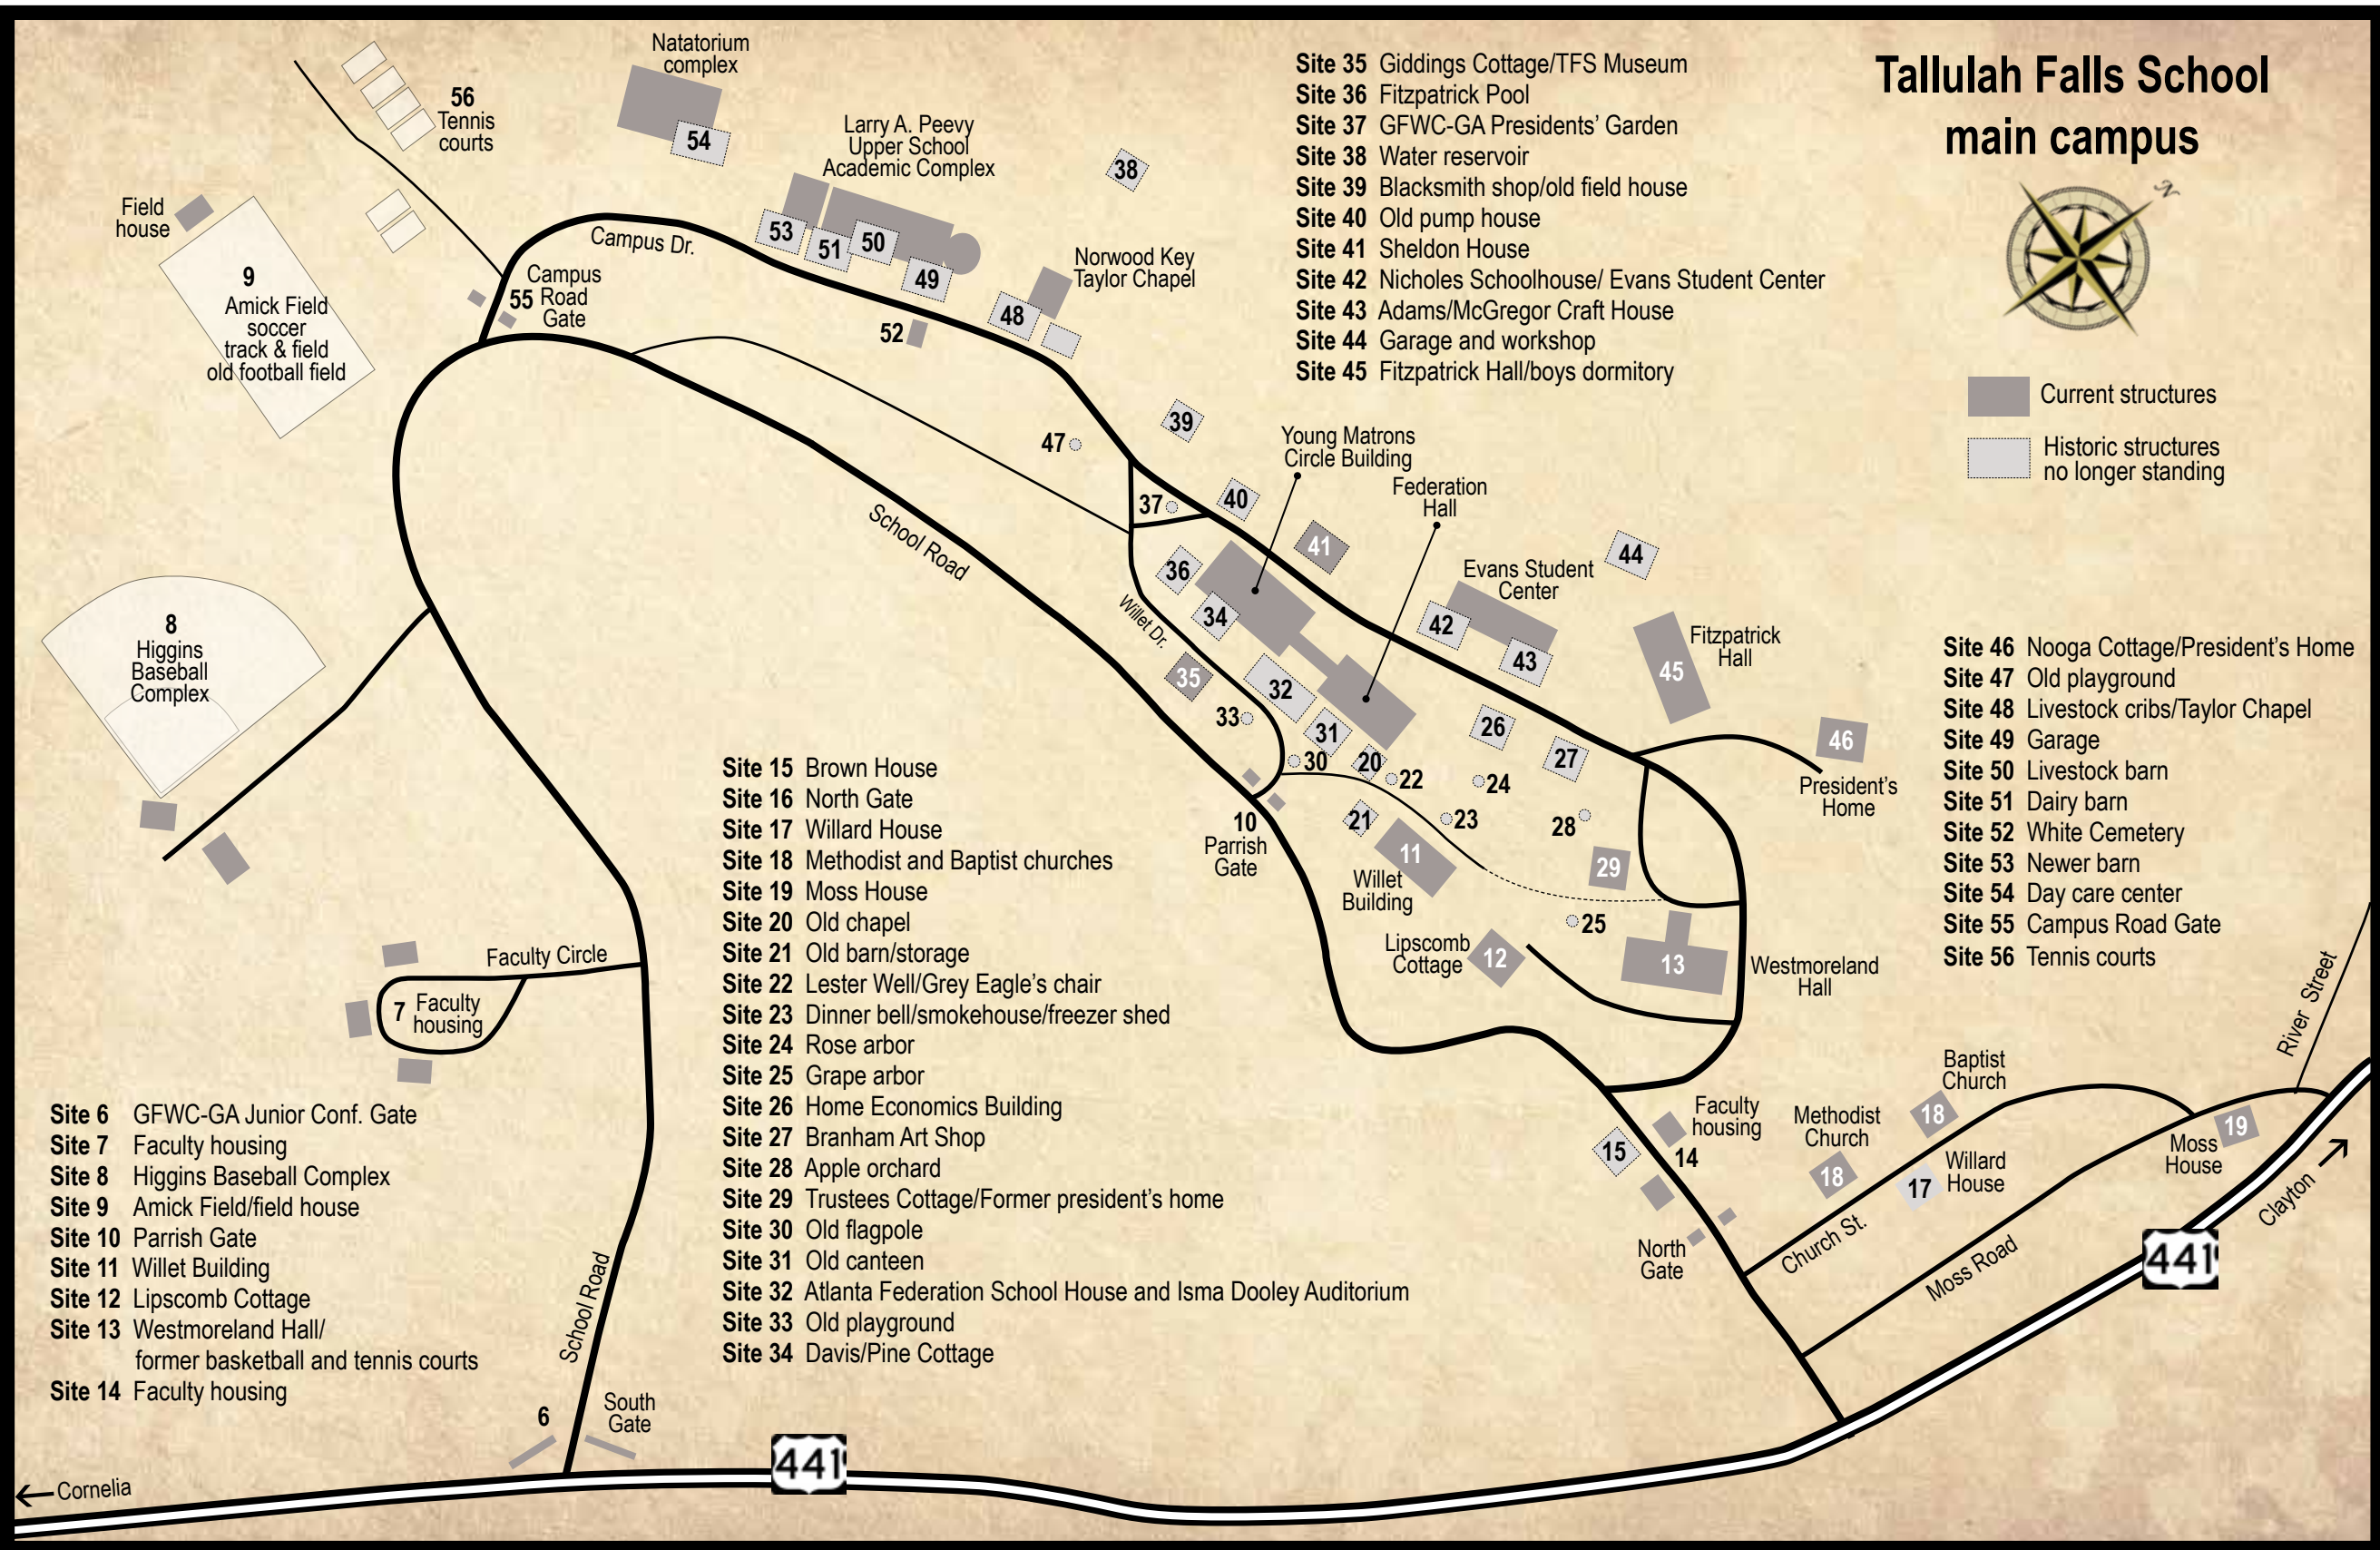 Tallulah Falls School
main campus
N
Current structures
Historic structures
no longer standing
Site 35 Giddings Cottage/TFS Museum
Site 36 Fitzpatrick Pool
Site 37 GFWC-GA Presidents' Garden
Site 38 Water reservoir
Site 39 Blacksmith shop/old field house
Site 40 Old pump house
Site 41 Sheldon House
Site 42 Nicholes Schoolhouse/ Evans Student Center
Site 43 Adams/McGregor Craft House
Site 44 Garage and workshop
Site 45 Fitzpatrick Hall/boys dormitory
Natatorium
complex
54
56
Tennis
courts
Larry A. Peevy
Upper School
Academic Complex
38
53
51
50
49
Field
house
9
Amick Field
soccer
track & field
old football field
Campus Dr.
Campus
55 Road
Gate
52
Norwood Key
Taylor Chapel
48
39
47
37
40
Young Matrons
Circle Building
Federation
Hall
41
School Road
36
34
Willet Dr.
Evans Student
Center
44
42
43
Fitzpatrick
Hall
45
35
32
33
31
30
20
22
26
27
24
46
President's
Home
8
Higgins
Baseball
Complex
10
Parrish
Gate
21
23
28
11
Willet
Building
29
25
Lipscomb
Cottage
12
13
Westmoreland
Hall
Site 46 Nooga Cottage/President's Home
Site 47 Old playground
Site 48 Livestock cribs/Taylor Chapel
Site 49 Garage
Site 50 Livestock barn
Site 51 Dairy barn
Site 52 White Cemetery
Site 53 Newer barn
Site 54 Day care center
Site 55 Campus Road Gate
Site 56 Tennis courts
Site 15 Brown House
Site 16 North Gate
Site 17 Willard House
Site 18 Methodist and Baptist churches
Site 19 Moss House
Site 20 Old chapel
Site 21 Old barn/storage
Site 22 Lester Well/Grey Eagle's chair
Site 23 Dinner bell/smokehouse/freezer shed
Site 24 Rose arbor
Site 25 Grape arbor
Site 26 Home Economics Building
Site 27 Branham Art Shop
Site 28 Apple orchard
Site 29 Trustees Cottage/Former president's home
Site 30 Old flagpole
Site 31 Old canteen
Site 32 Atlanta Federation School House and Isma Dooley Auditorium
Site 33 Old playground
Site 34 Davis/Pine Cottage
Faculty Circle
7 Faculty
housing
Site 6 GFWC-GA Junior Conf. Gate
Site 7 Faculty housing
Site 8 Higgins Baseball Complex
Site 9 Amick Field/field house
Site 10 Parrish Gate
Site 11 Willet Building
Site 12 Lipscomb Cottage
Site 13 Westmoreland Hall/
former basketball and tennis courts
Site 14 Faculty housing
School Road
6
South
Gate
Cornelia
441
River Street
Baptist
Church
18
Faculty
housing
14
15
Methodist
Church
18
Willard
House
17
Moss
House
19
North
Gate
Church St.
Moss Road
441
Clayton